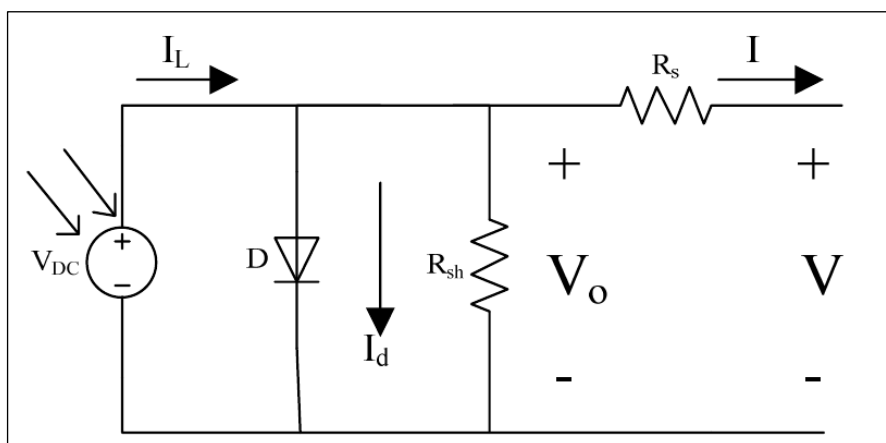 I_L
I
R_s
+
+
V_DC
+
-
D
R_sh
V_o
V
I_d
-
-